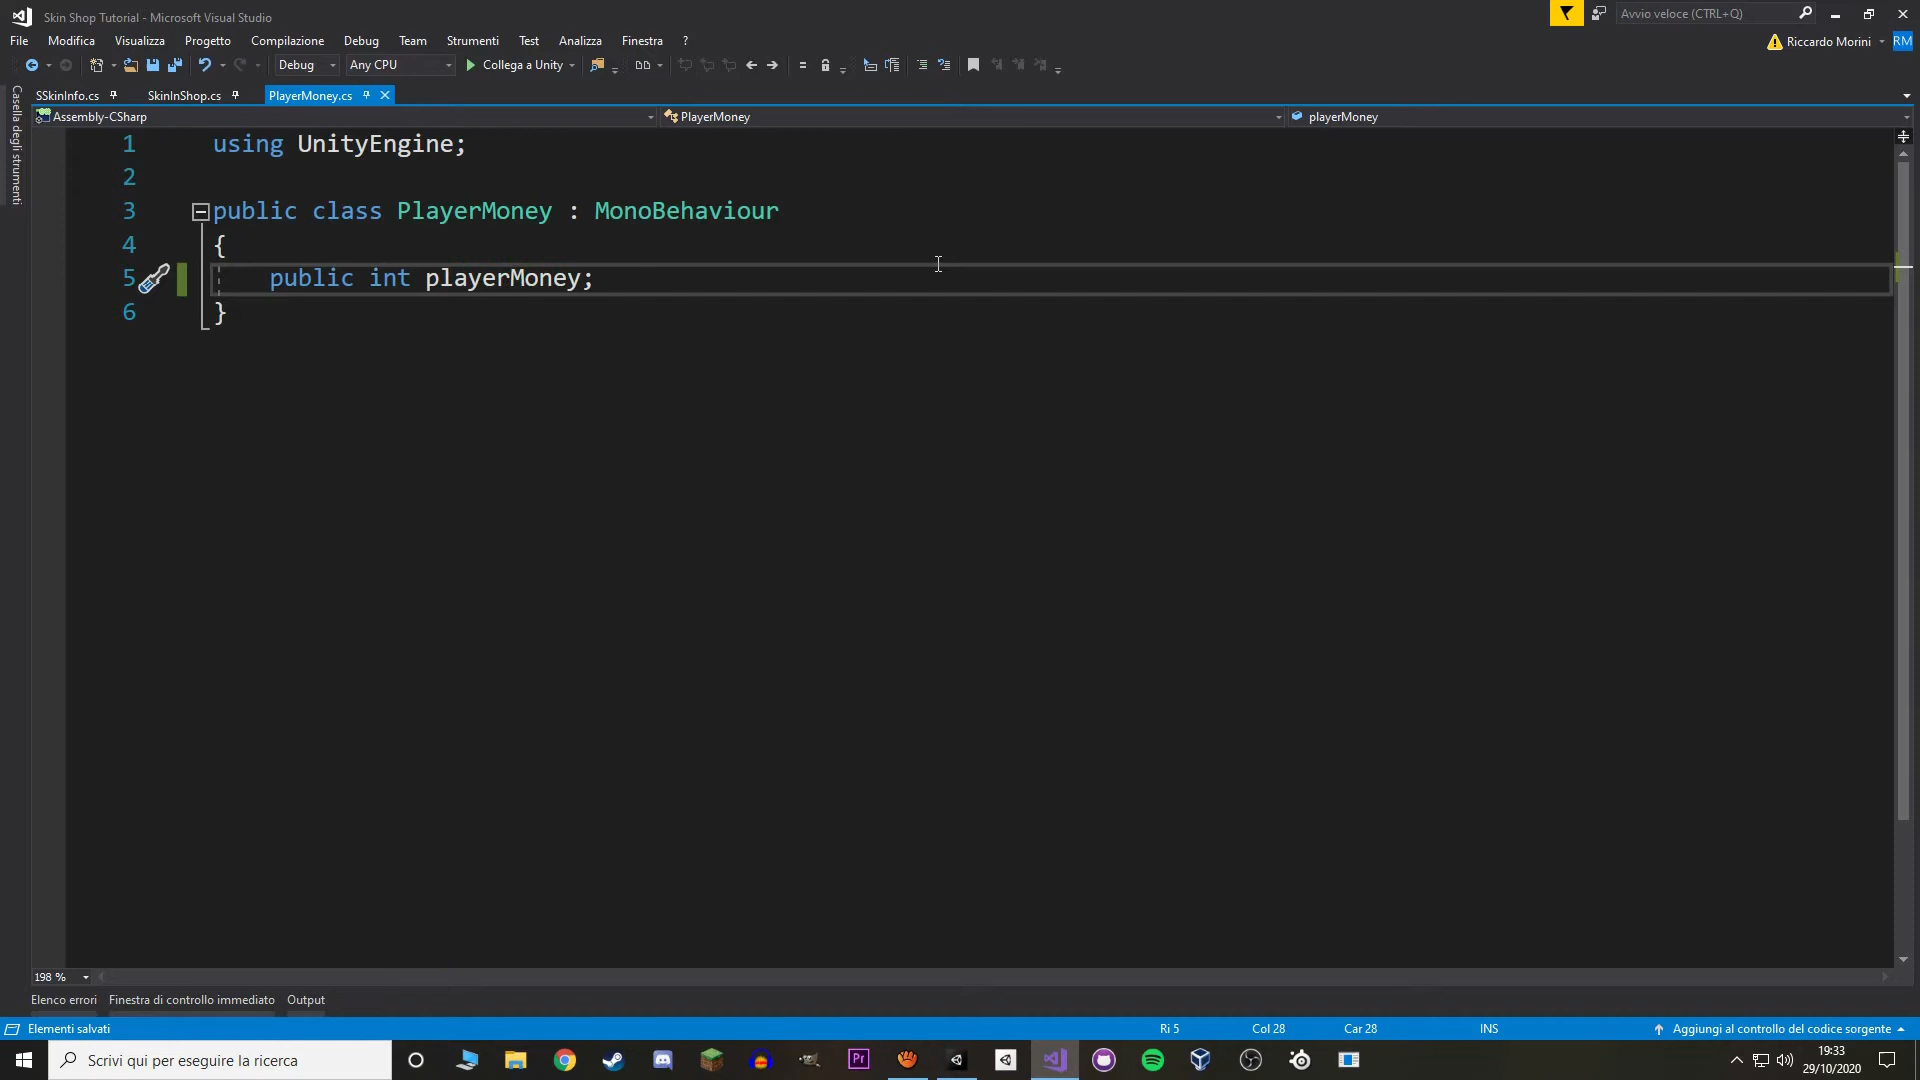 Skin Shop Tutorial - Microsoft Visual Studio
Avvio veloce (CTRL+Q)
File Modifica Visualizza Progetto Compilazione Debug Team Strumenti Test Analizza Finestra ?
Riccardo Morini RM
Debug Any CPU Collega a Unity
Casella degli strumenti
SSkinInfo.cs SkinInShop.cs PlayerMoney.cs
Assembly-CSharp PlayerMoney playerMoney
1 using UnityEngine;
2
3 public class PlayerMoney : MonoBehaviour
4 {
5 public int playerMoney;
6 }
198 %
Elenco errori Finestra di controllo immediato Output
Elementi salvati Ri 5 Col 28 Car 28 INS Aggiungi al controllo del codice sorgente
Scrivi qui per eseguire la ricerca
Pr
19:33
29/10/2020